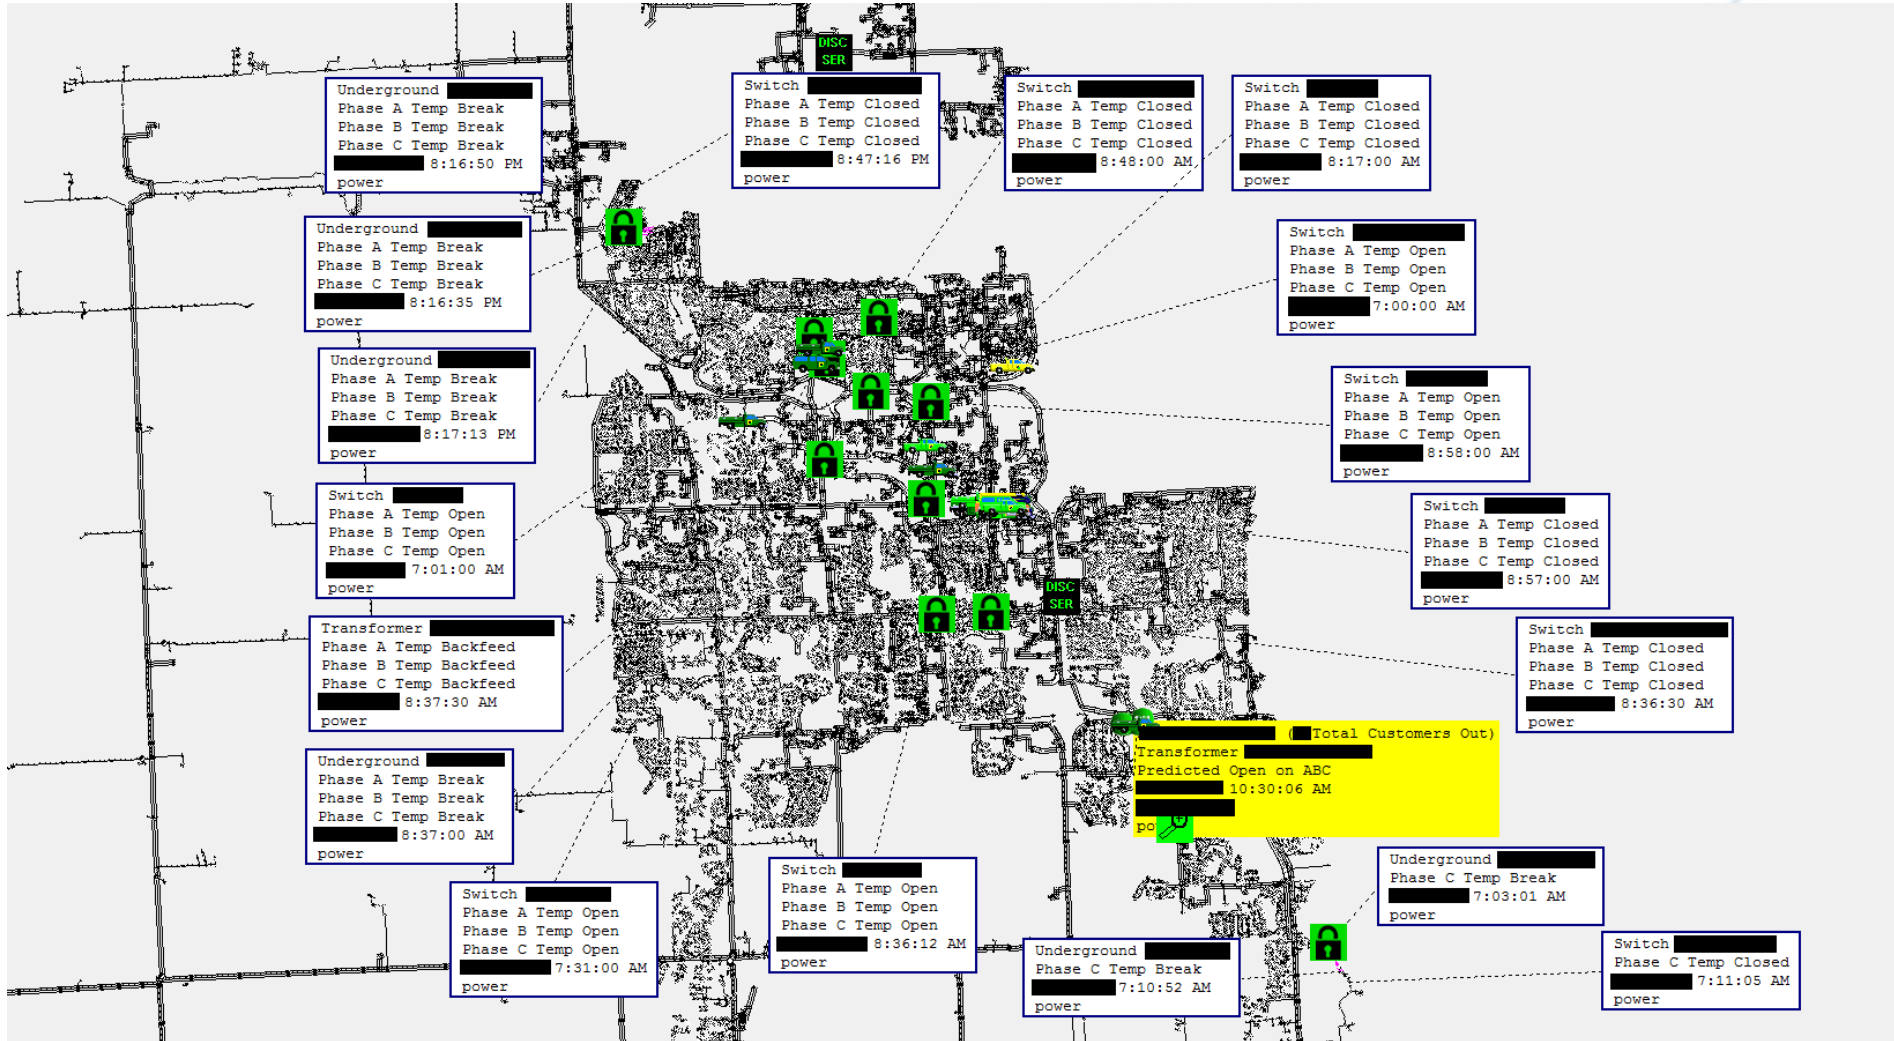 DISC
SER
Underground
Phase A Temp Break
Phase B Temp Break
Phase C Temp Break
8:16:50 PM
power
Switch
Phase A Temp Closed
Phase B Temp Closed
Phase C Temp Closed
8:47:16 PM
power
Switch
Phase A Temp Closed
Phase B Temp Closed
Phase C Temp Closed
8:48:00 AM
power
Switch
Phase A Temp Closed
Phase B Temp Closed
Phase C Temp Closed
8:17:00 AM
power
Underground
Phase A Temp Break
Phase B Temp Break
Phase C Temp Break
8:16:35 PM
power
Switch
Phase A Temp Open
Phase B Temp Open
Phase C Temp Open
7:00:00 AM
power
Underground
Phase A Temp Break
Phase B Temp Break
Phase C Temp Break
8:17:13 PM
power
Switch
Phase A Temp Open
Phase B Temp Open
Phase C Temp Open
8:58:00 AM
power
Switch
Phase A Temp Open
Phase B Temp Open
Phase C Temp Open
7:01:00 AM
power
Switch
Phase A Temp Closed
Phase B Temp Closed
Phase C Temp Closed
8:57:00 AM
power
DISC
SER
Transformer
Phase A Temp Backfeed
Phase B Temp Backfeed
Phase C Temp Backfeed
8:37:30 AM
power
Switch
Phase A Temp Closed
Phase B Temp Closed
Phase C Temp Closed
8:36:30 AM
power
( Total Customers Out)
Transformer
Predicted Open on ABC
10:30:06 AM
po
Underground
Phase A Temp Break
Phase B Temp Break
Phase C Temp Break
8:37:00 AM
power
Switch
Phase A Temp Open
Phase B Temp Open
Phase C Temp Open
7:31:00 AM
power
Switch
Phase A Temp Open
Phase B Temp Open
Phase C Temp Open
8:36:12 AM
power
Underground
Phase C Temp Break
7:03:01 AM
power
Underground
Phase C Temp Break
7:10:52 AM
power
Switch
Phase C Temp Closed
7:11:05 AM
power